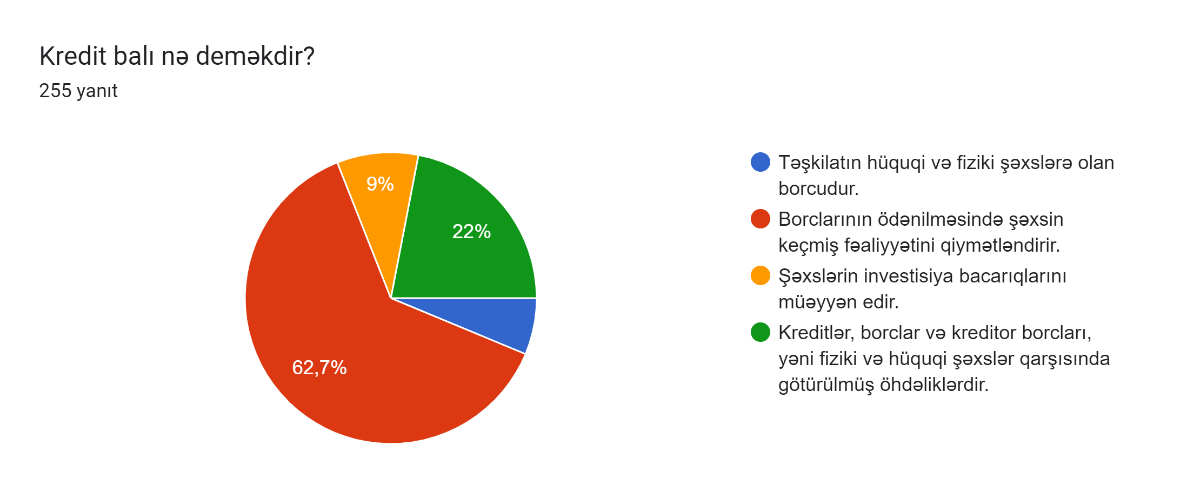 Kredit balı nə deməkdir?
255 yanıt
9%
22%
62,7%
Təşkilatın hüquqi və fiziki şəxslərə olan
borcudur.
Borclarının ödənilməsində şəxsin
keçmiş fəaliyyətini qiymətləndirir.
Şəxslərin investisiya bacarıqlarını
müəyyən edir.
Kreditlər, borclar və kreditor borcları,
yəni fiziki və hüquqi şəxslər qarşısında
götürülmüş öhdəliklərdir.